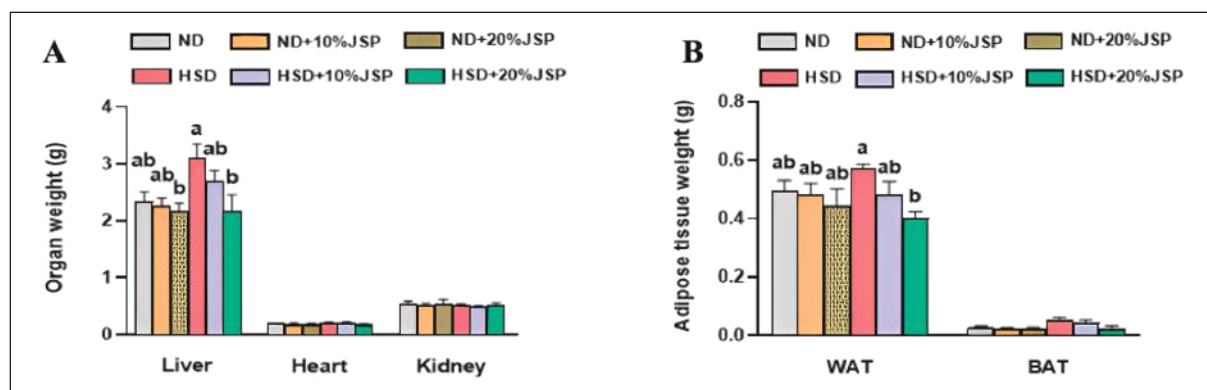 A
ND ND+10%JSP ND+20%JSP
HSD HSD+10%JSP HSD+20%JSP
Organ weight (g)
4
3
2
1
0
ab ab b a ab b
Liver Heart Kidney
B
ND ND+10%JSP ND+20%JSP
HSD HSD+10%JSP HSD+20%JSP
Adipose tissue weight (g)
0.8
0.6
0.4
0.2
0.0
ab ab ab a ab b
WAT BAT